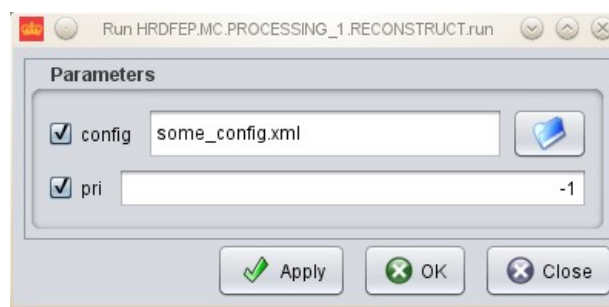 Run HRDFEP.MC.PROCESSING_1.RECONSTRUCT.run
Parameters
config some_config.xml
pri -1
Apply OK Close